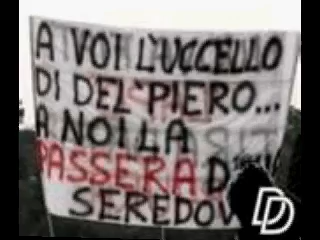 A VOI L'UCCELLO
DI DEL PIERO...
A NOI LA
PASSERA D
SEREDOV